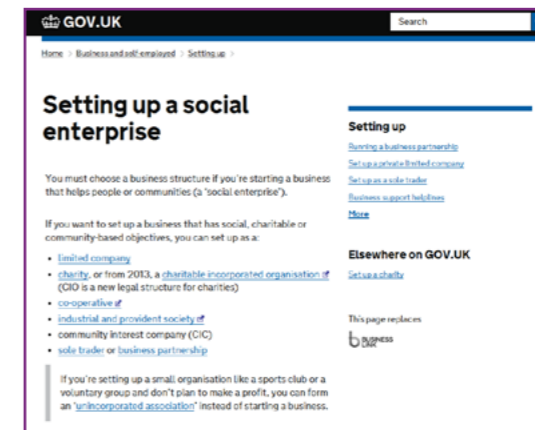 GOV.UK
Search
Home > Business and self-employed > Setting up >
Setting up a social
enterprise
You must choose a business structure if you're starting a business
that helps people or communities (a 'social enterprise').
If you want to set up a business that has social, charitable or
community-based objectives, you can set up as a:
• limited company
• charity, or from 2013, a charitable incorporated organisation
(CIO is a new legal structure for charities)
• co-operative
• industrial and provident society
• community interest company (CIC)
• sole trader or business partnership
If you're setting up a small organisation like a sports club or a
voluntary group and don't plan to make a profit, you can form
an 'unincorporated association' instead of starting a business.
Setting up
Running a business partnership
Set up a private limited company
Set up as a sole trader
Business support helplines
More
Elsewhere on GOV.UK
Set up a charity
This page replaces
BUSINESS
LINK